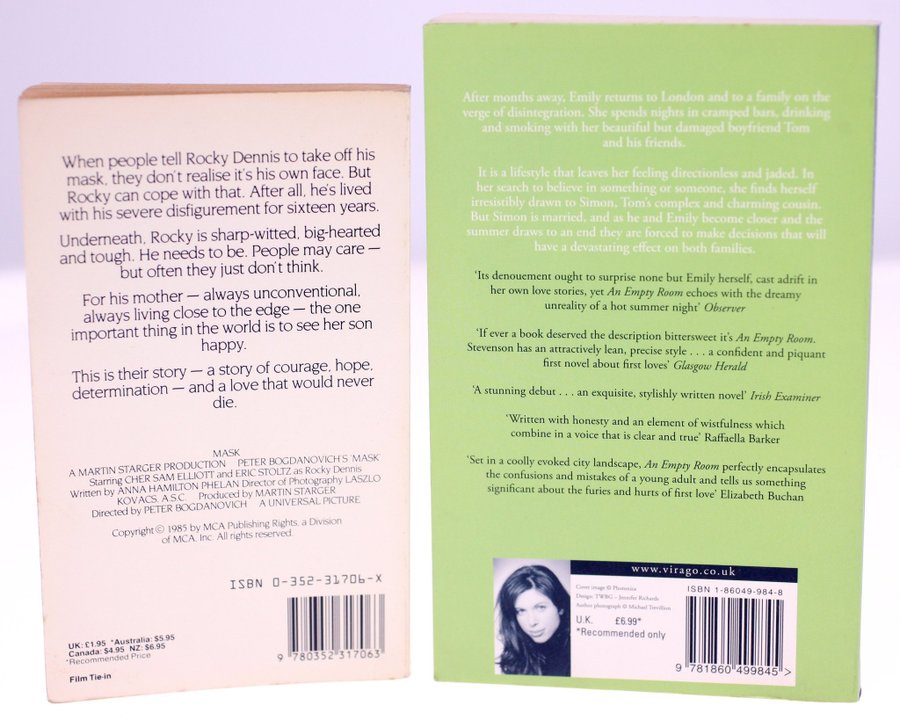 When people tell Rocky Dennis to take off his
mask, they don't realise it's his own face. But
Rocky can cope with that. After all, he's lived
with his severe disfigurement for sixteen years.
Underneath, Rocky is sharp-witted, big-hearted
and tough. He needs to be. People may care —
but often they just don't think.
For his mother — always unconventional,
always living close to the edge — the one
important thing in the world is to see her son
happy.
This is their story — a story of courage, hope,
determination — and a love that would never
die.
MASK
A MARTIN STARGER PRODUCTION PETER BOGDANOVICH'S 'MASK'
Starring CHER SAM ELLIOTT and ERIC STOLTZ as Rocky Dennis
Written by ANNA HAMILTON PHELAN Director of Photography LASZLO
KOVACS, A.S.C. Produced by MARTIN STARGER
Directed by PETER BOGDANOVICH A UNIVERSAL PICTURE
Copyright © 1985 by MCA Publishing Rights, a Division
of MCA, Inc. All rights reserved.
ISBN 0-352-31706-X
9 780352 317063
UK: £1.95 *Australia: $5.95
Canada: $4.95 NZ: $6.95
*Recommended Price
Film Tie-in
After months away, Emily returns to London and to a family on the
verge of disintegration. She spends nights in cramped bars, drinking
and smoking with her beautiful but damaged boyfriend Tom
and his friends.
It is a lifestyle that leaves her feeling directionless and jaded. In
her search to believe in something or someone, she finds herself
irresistibly drawn to Simon, Tom's complex and charming cousin.
But Simon is married, and as he and Emily become closer and the
summer draws to an end they are forced to make decisions that will
have a devastating effect on both families.
'Its denouement ought to surprise none but Emily herself, cast adrift in
her own love stories, yet An Empty Room echoes with the dreamy
unreality of a hot summer night' Observer
'If ever a book deserved the description bittersweet it's An Empty Room.
Stevenson has an attractively lean, precise style . . . a confident and piquant
first novel about first loves' Glasgow Herald
'A stunning debut . . . an exquisite, stylishly written novel' Irish Examiner
'Written with honesty and an element of wistfulness which
combine in a voice that is clear and true' Raffaella Barker
'Set in a coolly evoked city landscape, An Empty Room perfectly encapsulates
the confusions and mistakes of a young adult and tells us something
significant about the furies and hurts of first love' Elizabeth Buchan
www.virago.co.uk
Cover image © Photonica
Design: TWBG – Jennifer Richards
Author photograph © Michael Trevillion
U.K. £6.99*
*Recommended only
ISBN 1-86049-984-8
9 781860 499845 >